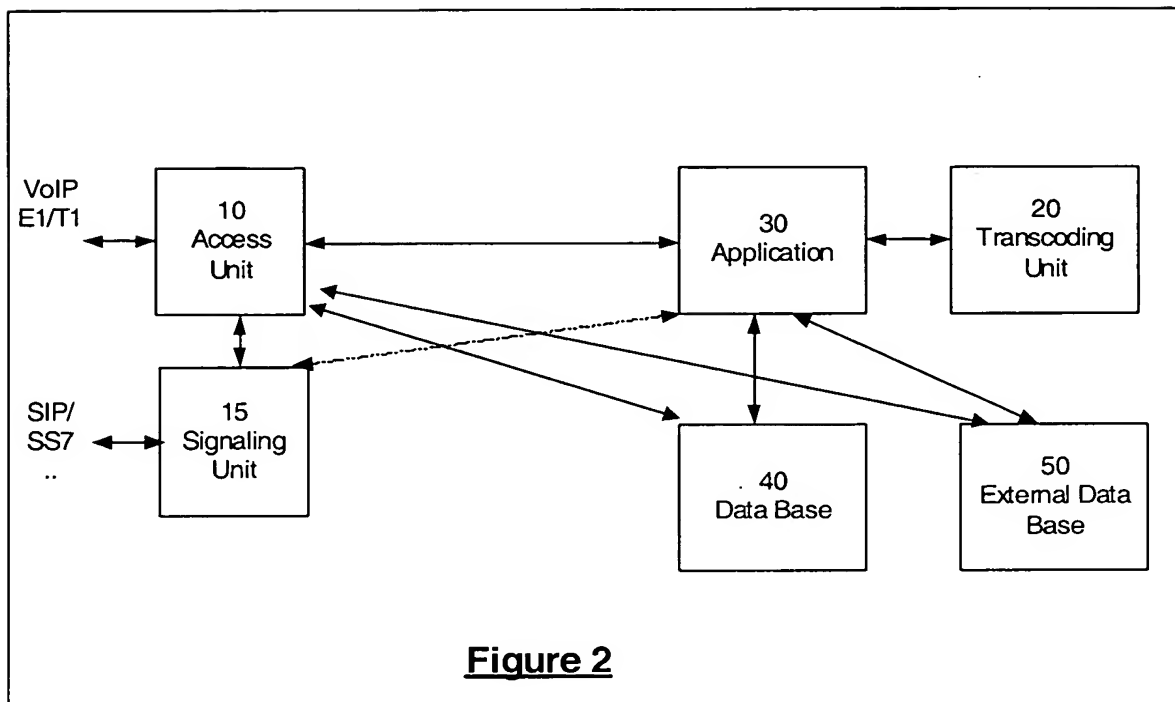 VoIP
E1/T1
10
Access
Unit
30
Application
20
Transcoding
Unit
SIP/
SS7
..
15
Signaling
Unit
40
Data Base
50
External Data
Base
Figure 2